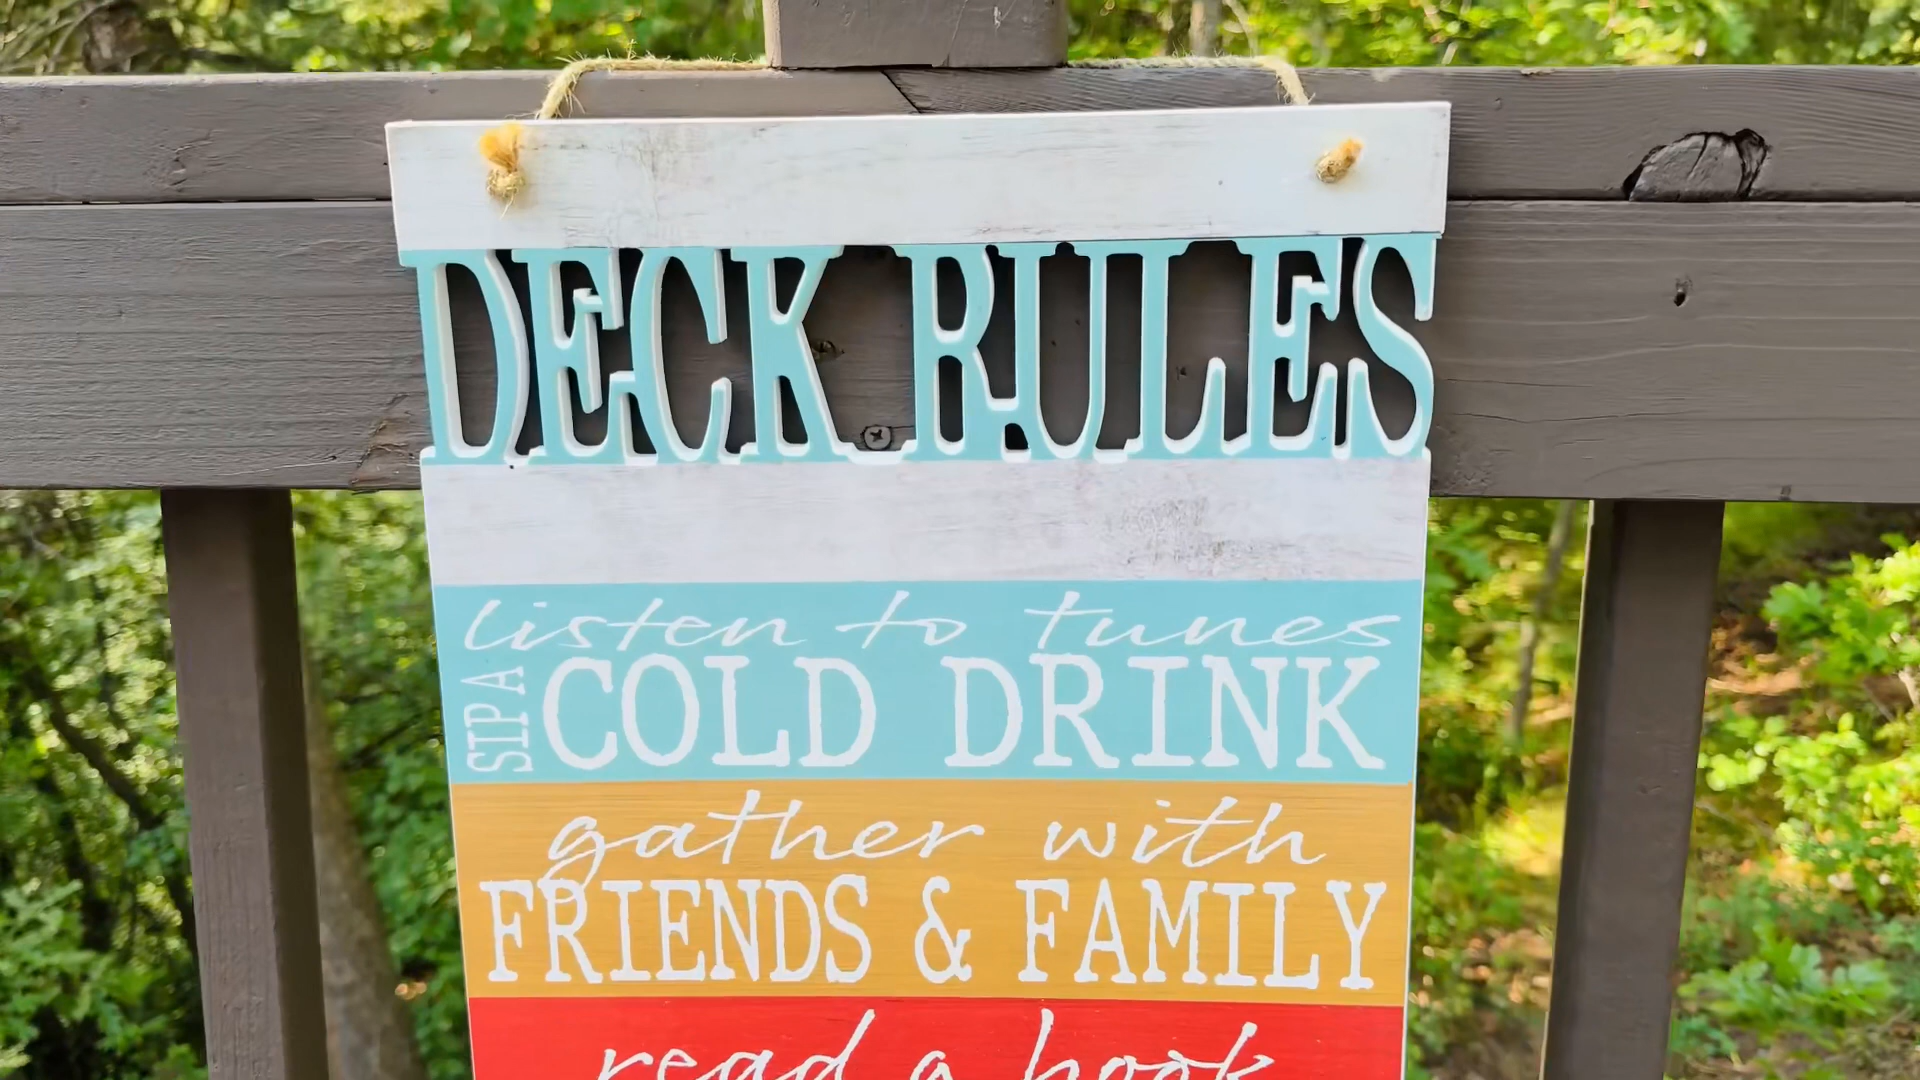 DECK RULES
listen to tunes
SIP A COLD DRINK
gather with
FRIENDS & FAMILY
read a book